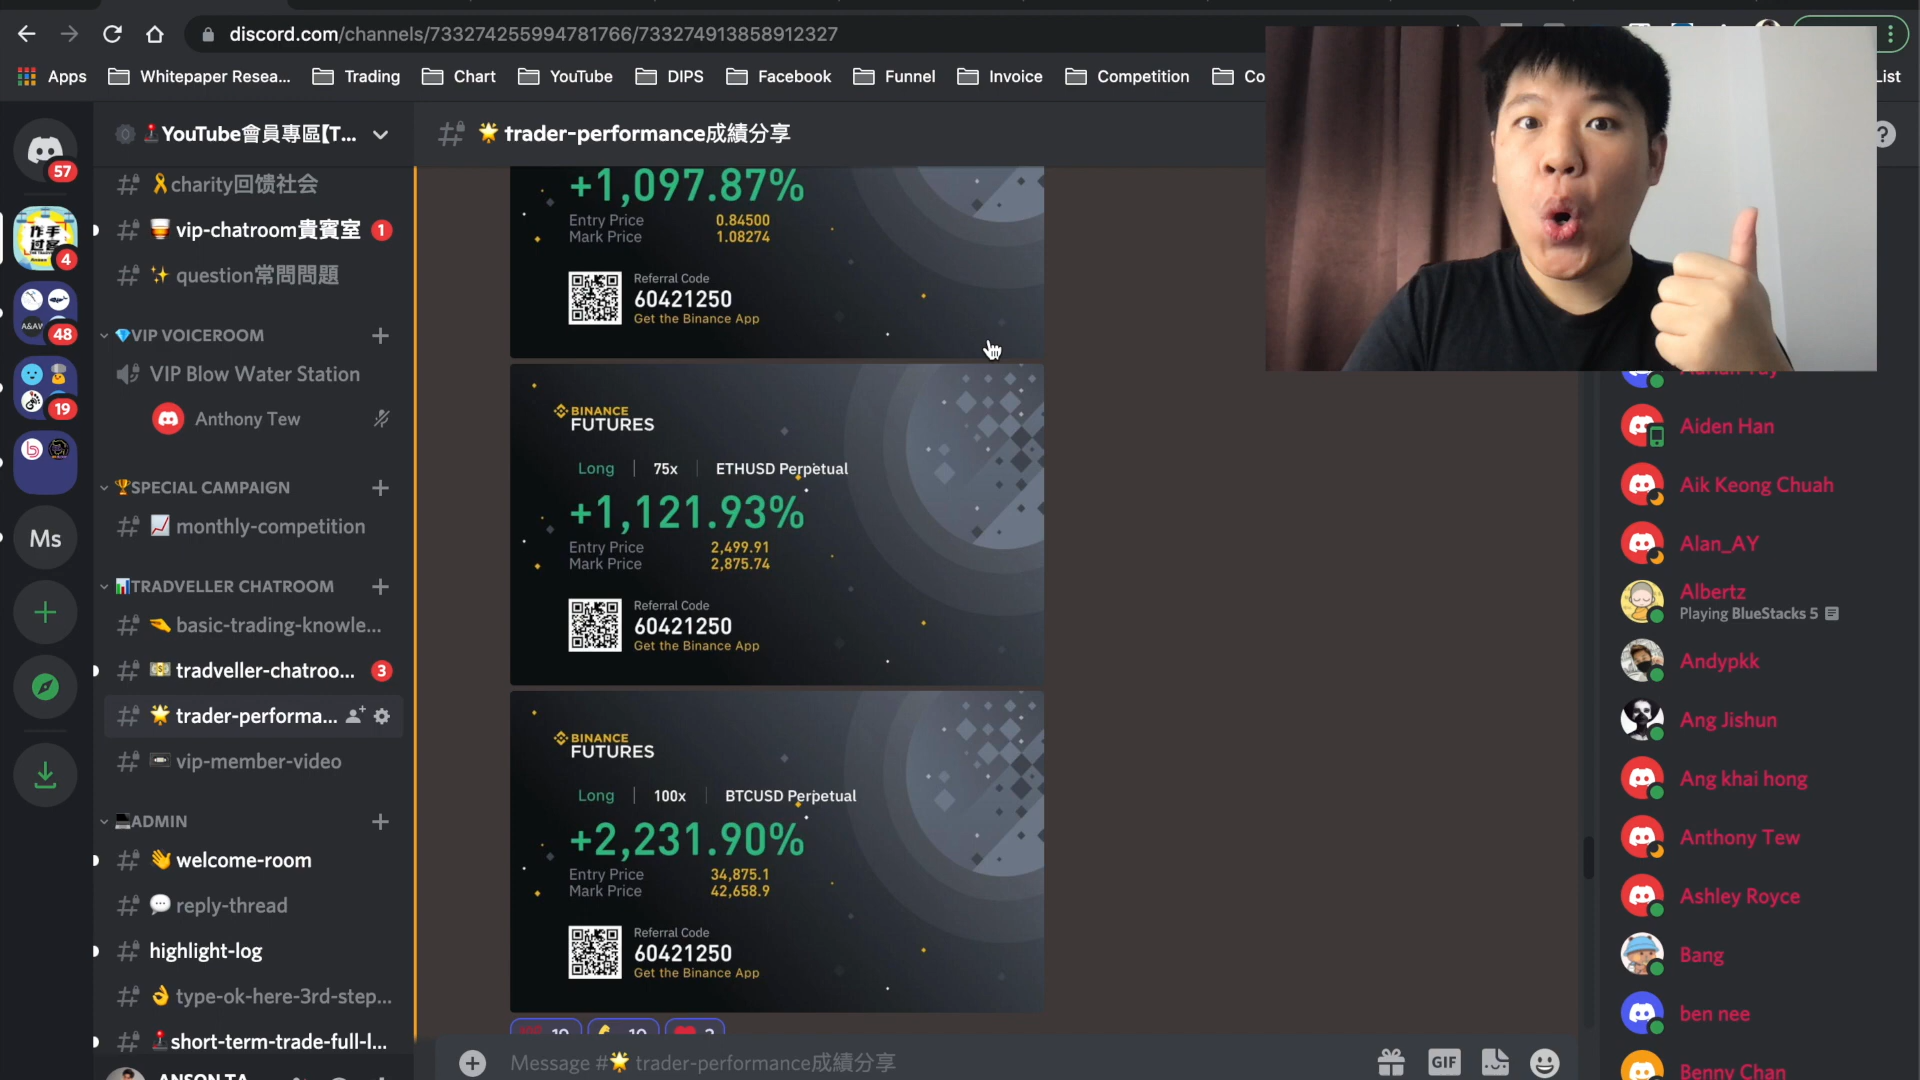 discord.com/channels/733274255994781766/733274913858912327
Apps
Whitepaper Resea...
Trading
Chart
YouTube
DIPS
Facebook
Funnel
Invoice
Competition
Co
List
57
作手
过客
4
A&AW
48
19
Ms
YouTube會員專區【T...
charity回馈社会
vip-chatroom貴賓室
1
question常問問題
VIP VOICEROOM
VIP Blow Water Station
Anthony Tew
SPECIAL CAMPAIGN
monthly-competition
TRADVELLER CHATROOM
basic-trading-knowle...
tradveller-chatroo...
3
trader-performa...
vip-member-video
ADMIN
welcome-room
reply-thread
highlight-log
type-ok-here-3rd-step...
short-term-trade-full-l...
ANSON TA
trader-performance成績分享
+1,097.87%
Entry Price 0.84500
Mark Price 1.08274
Referral Code
60421250
Get the Binance App
BINANCE
FUTURES
Long | 75x | ETHUSD Perpetual
+1,121.93%
Entry Price 2,499.91
Mark Price 2,875.74
Referral Code
60421250
Get the Binance App
BINANCE
FUTURES
Long | 100x | BTCUSD Perpetual
+2,231.90%
Entry Price 34,875.1
Mark Price 42,658.9
Referral Code
60421250
Get the Binance App
Message # trader-performance成績分享
GIF
Aiden Han
Aik Keong Chuah
Alan_AY
Albertz
Playing BlueStacks 5
Andypkk
Ang Jishun
Ang khai hong
Anthony Tew
Ashley Royce
Bang
ben nee
Benny Chan